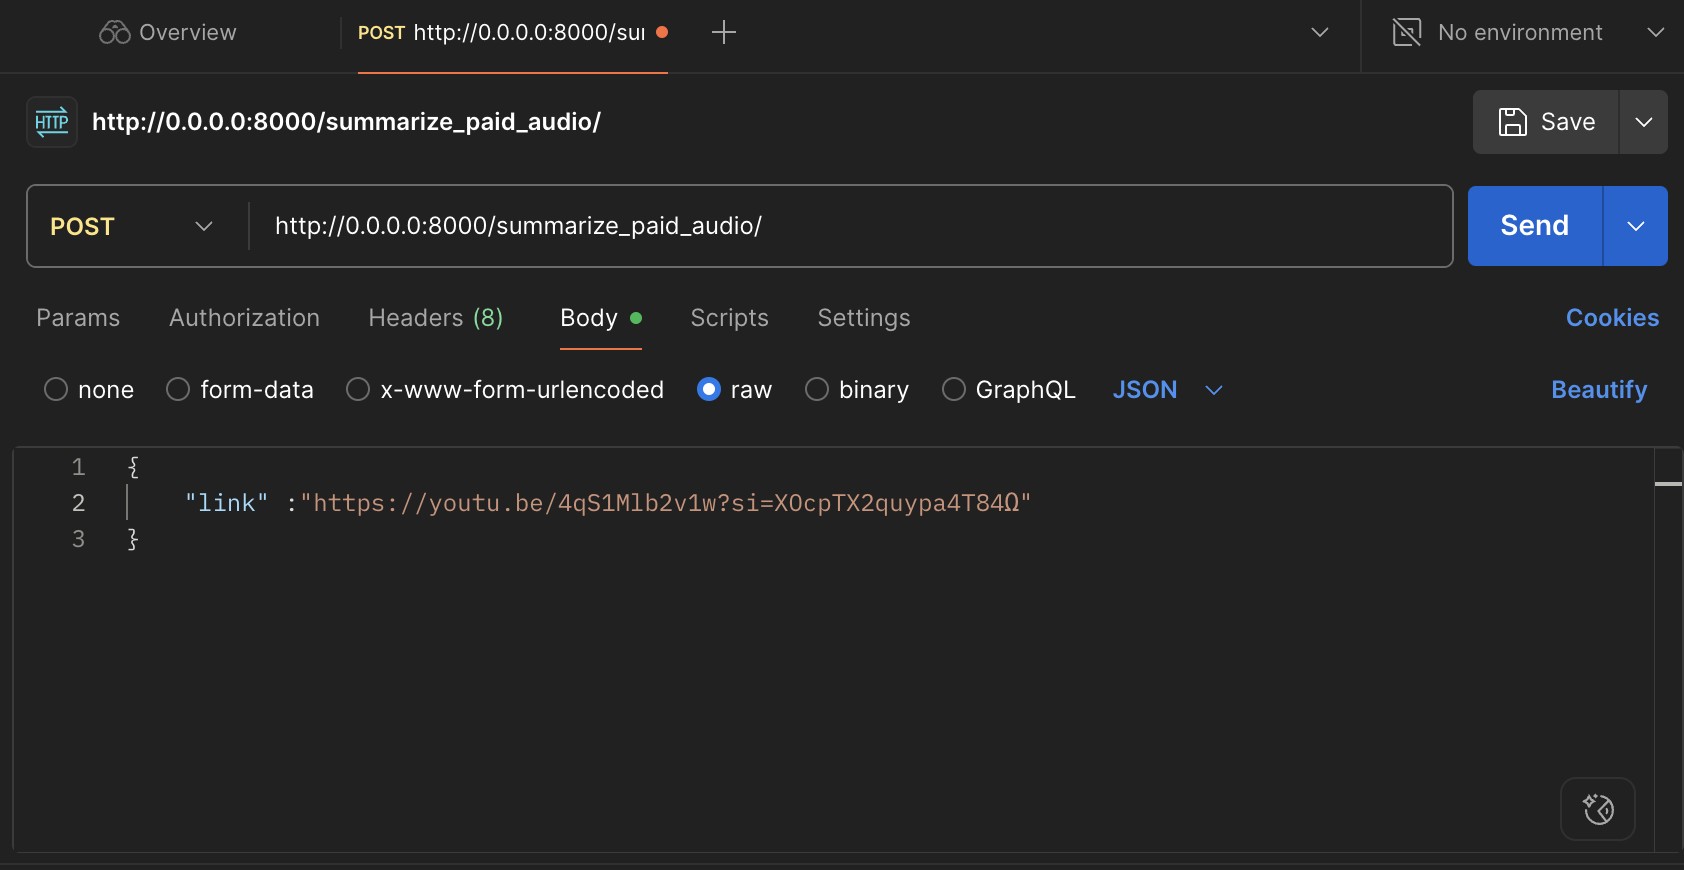 Overview
POST http://0.0.0.0:8000/sui
No environment
HTTP
http://0.0.0.0:8000/summarize_paid_audio/
Save
POST
http://0.0.0.0:8000/summarize_paid_audio/
Send
Params Authorization Headers (8) Body Scripts Settings Cookies
none form-data x-www-form-urlencoded raw binary GraphQL JSON Beautify
1 {
2 "link" :"https://youtu.be/4qS1Mlb2v1w?si=XOcpTX2quypa4T84Ω"
3 }